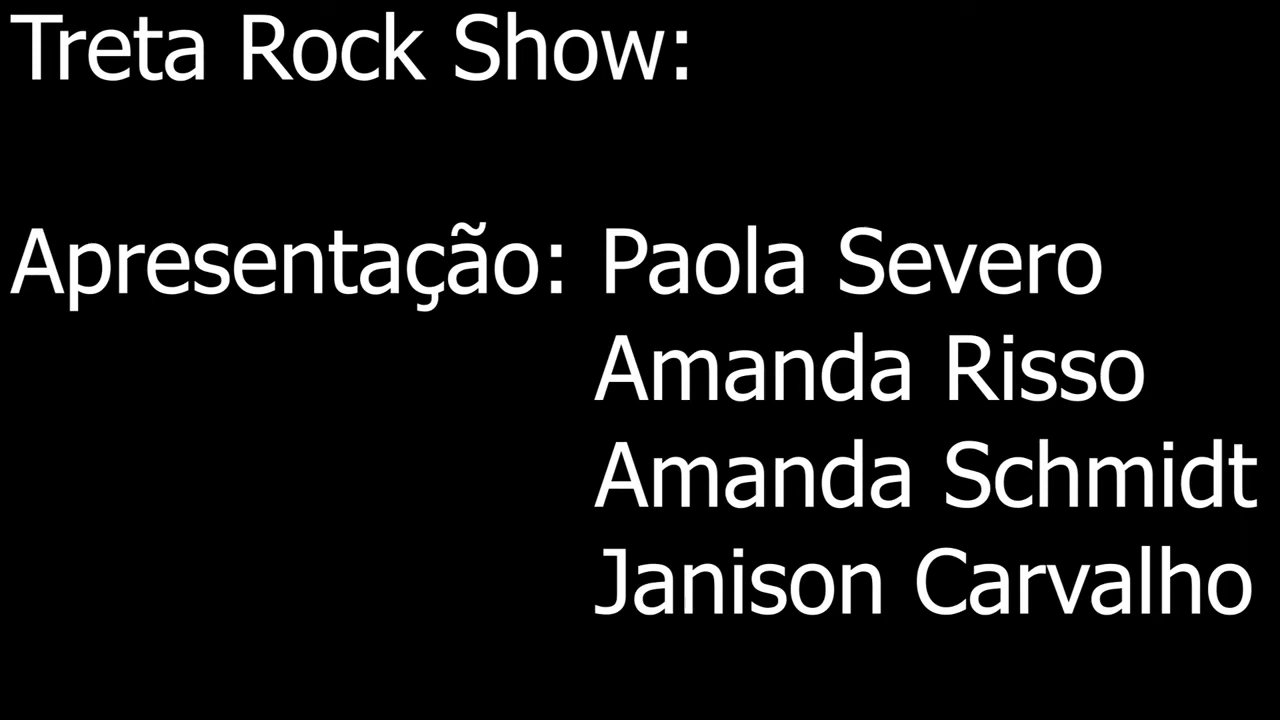 Treta Rock Show:
Apresentação: Paola Severo
Amanda Risso
Amanda Schmidt
Janison Carvalho